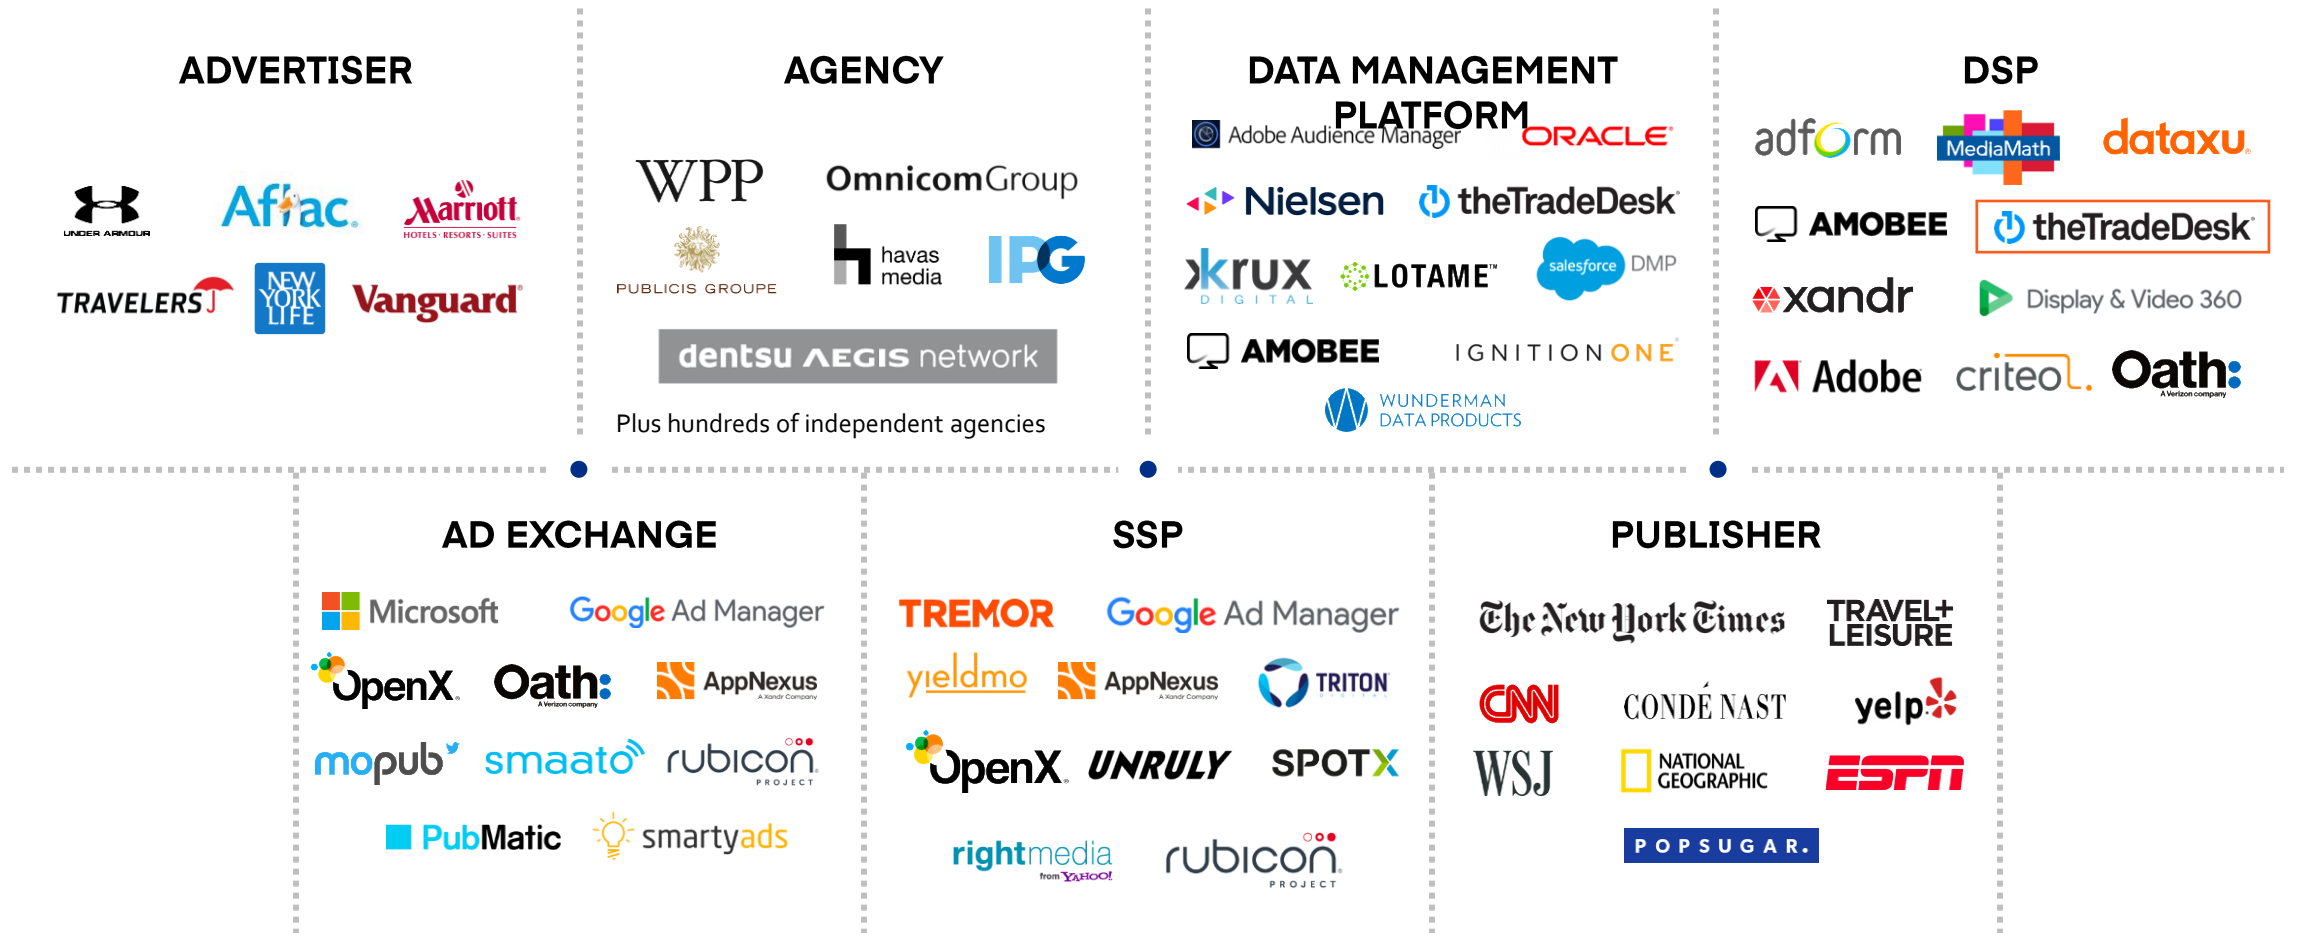 ADVERTISER
UNDER ARMOUR
Aflac
Marriott
HOTELS · RESORTS · SUITES
TRAVELERS
NEW
YORK
LIFE
Vanguard
AGENCY
WPP
OmnicomGroup
PUBLICIS GROUPE
havas
media
IPG
dentsu AEGIS network
Plus hundreds of independent agencies
DATA MANAGEMENT
PLATFORM
Adobe Audience Manager
ORACLE
Nielsen
theTradeDesk
krux
DIGITAL
LOTAME™
salesforce DMP
AMOBEE
IGNITIONONE
WUNDERMAN
DATA PRODUCTS
DSP
adform
MediaMath
dataxu
AMOBEE
theTradeDesk
xandr
Display & Video 360
Adobe
criteo
Oath:
A Verizon company
AD EXCHANGE
Microsoft
Google Ad Manager
OpenX
Oath:
A Verizon company
AppNexus
A Xandr Company
mopub
smaato
rubicon
PROJECT
PubMatic
smartyads
SSP
TREMOR
Google Ad Manager
yieldmo
AppNexus
A Xandr Company
TRITON
DIGITAL
OpenX
UNRULY
SPOTX
rightmedia
from YAHOO!
rubicon
PROJECT
PUBLISHER
The New York Times
TRAVEL+
LEISURE
CNN
CONDÉ NAST
yelp
WSJ
NATIONAL
GEOGRAPHIC
ESPN
POPSUGAR.